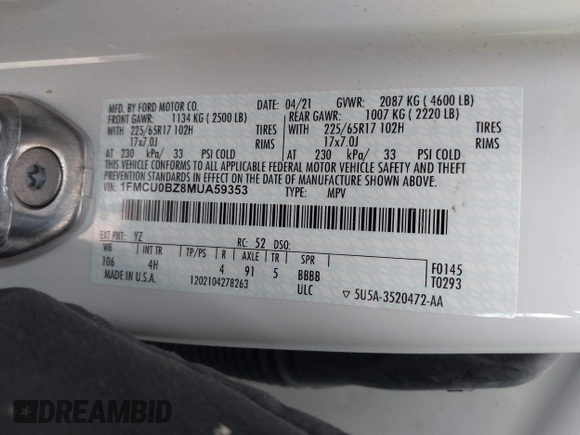 MFD. BY FORD MOTOR CO.
DATE: 04/21 GVWR: 2087 KG ( 4600 LB)
FRONT GAWR: 1134 KG ( 2500 LB) REAR GAWR: 1007 KG ( 2220 LB)
WITH 225/65R17 102H TIRES WITH 225/65R17 102H TIRES
17x7.0J RIMS 17x7.0J RIMS
AT 230 kPa/ 33 PSI COLD AT 230 kPa/ 33 PSI COLD
THIS VEHICLE CONFORMS TO ALL APPLICABLE FEDERAL MOTOR VEHICLE SAFETY AND THEFT
PREVENTION STANDARDS IN EFFECT ON THE DATE OF MANUFACTURE SHOWN ABOVE.
VIN: 1FMCU0BZ8MUA59353 TYPE: MPV
EXT PNT: YZ RC: 52 DSO:
WB INT TR TP/PS R AXLE TR SPR
106 4H 4 91 5 BBBB
F0145
T0293
MADE IN U.S.A. 1202104278263 ULC ▽ 5U5A-3520472-AA
DREAMBID